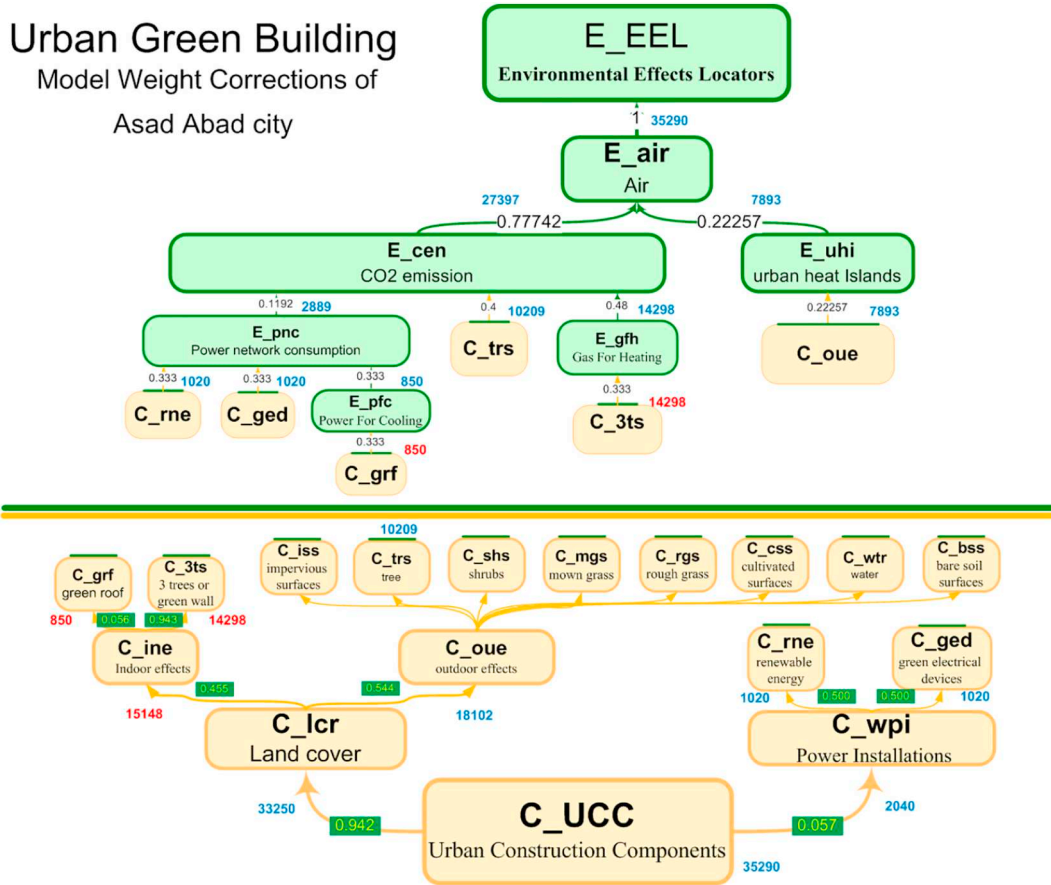 Urban Green Building
Model Weight Corrections of
Asad Abad city
E_EEL
Environmental Effects Locators
1 35290
E_air
Air
27397 7893
0.77742 0.22257
E_cen
CO2 emission
E_uhi
urban heat Islands
0.1192 2889
0.4 10209
0.48 14298
0.22257 7893
E_pnc
Power network consumption
C_trs
E_gfh
Gas For Heating
C_oue
0.333 1020
0.333 1020
0.333 850
0.333 14298
C_rne
C_ged
E_pfc
Power For Cooling
C_3ts
0.333 850
C_grf
10209
C_grf
green roof
C_3ts
3 trees or
green wall
C_iss
impervious
surfaces
C_trs
tree
C_shs
shrubs
C_mgs
mown grass
C_rgs
rough grass
C_css
cultivated
surfaces
C_wtr
water
C_bss
bare soil
surfaces
850 0.056 0.943 14298
C_ine
Indoor effects
C_oue
outdoor effects
C_rne
renewable
energy
C_ged
green electrical
devices
0.455 0.544
1020 0.500 0.500 1020
15148 18102
C_lcr
Land cover
C_wpi
Power Installations
33250 2040
0.942 0.057
C_UCC
Urban Construction Components
35290